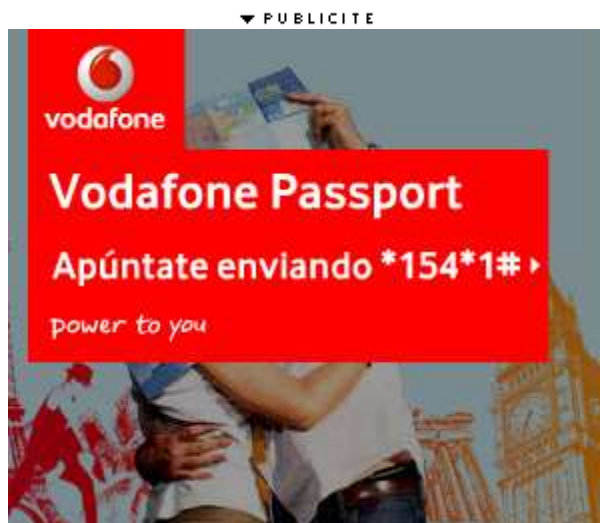 PUBLICITE
vodafone
Vodafone Passport
Apúntate enviando *154*1#
power to you